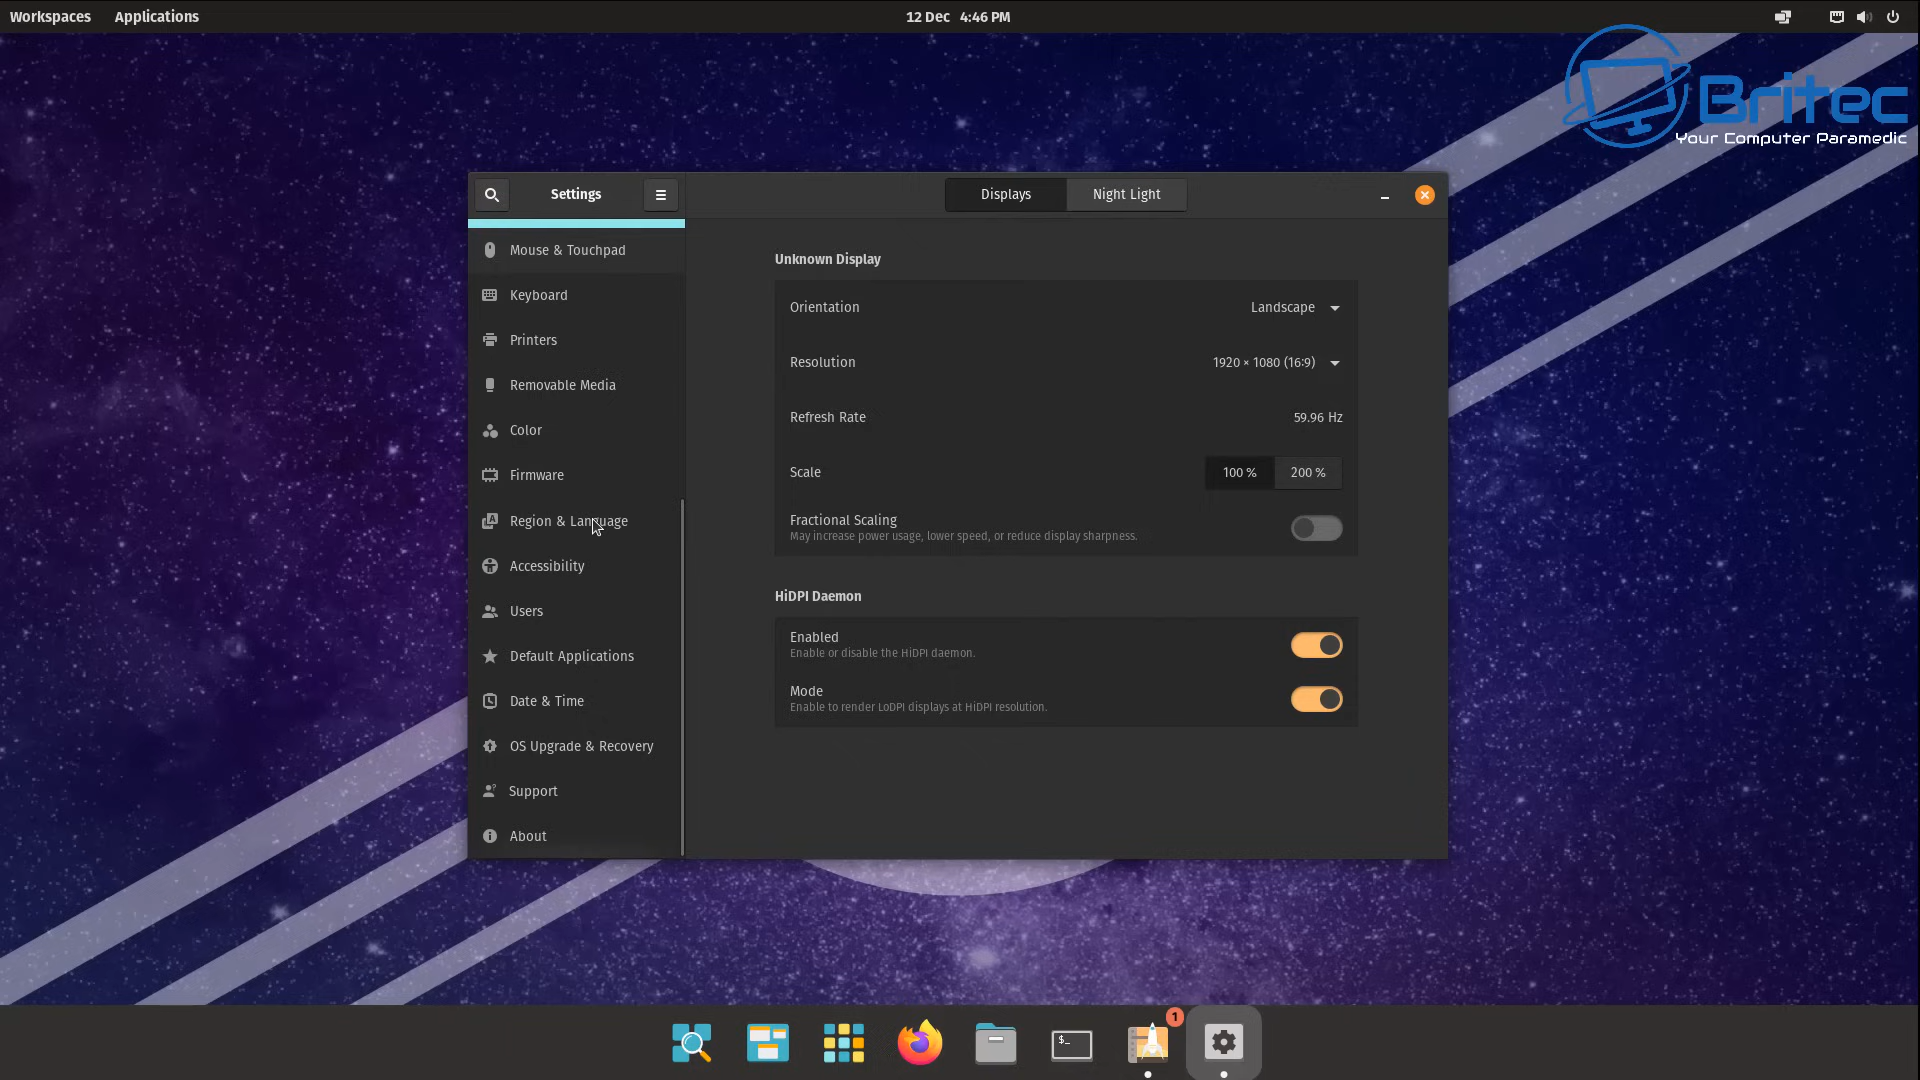 Workspaces
Applications
12 Dec 4:46 PM
Britec
Your Computer Paramedic
Settings
Displays
Night Light
Mouse & Touchpad
Keyboard
Printers
Removable Media
Color
Firmware
Region & Language
Accessibility
Users
Default Applications
Date & Time
OS Upgrade & Recovery
Support
About
Unknown Display
Orientation
Landscape
Resolution
1920 × 1080 (16:9)
Refresh Rate
59.96 Hz
Scale
100 %
200 %
Fractional Scaling
May increase power usage, lower speed, or reduce display sharpness.
HiDPI Daemon
Enabled
Enable or disable the HiDPI daemon.
Mode
Enable to render LoDPI displays at HiDPI resolution.
$_
1